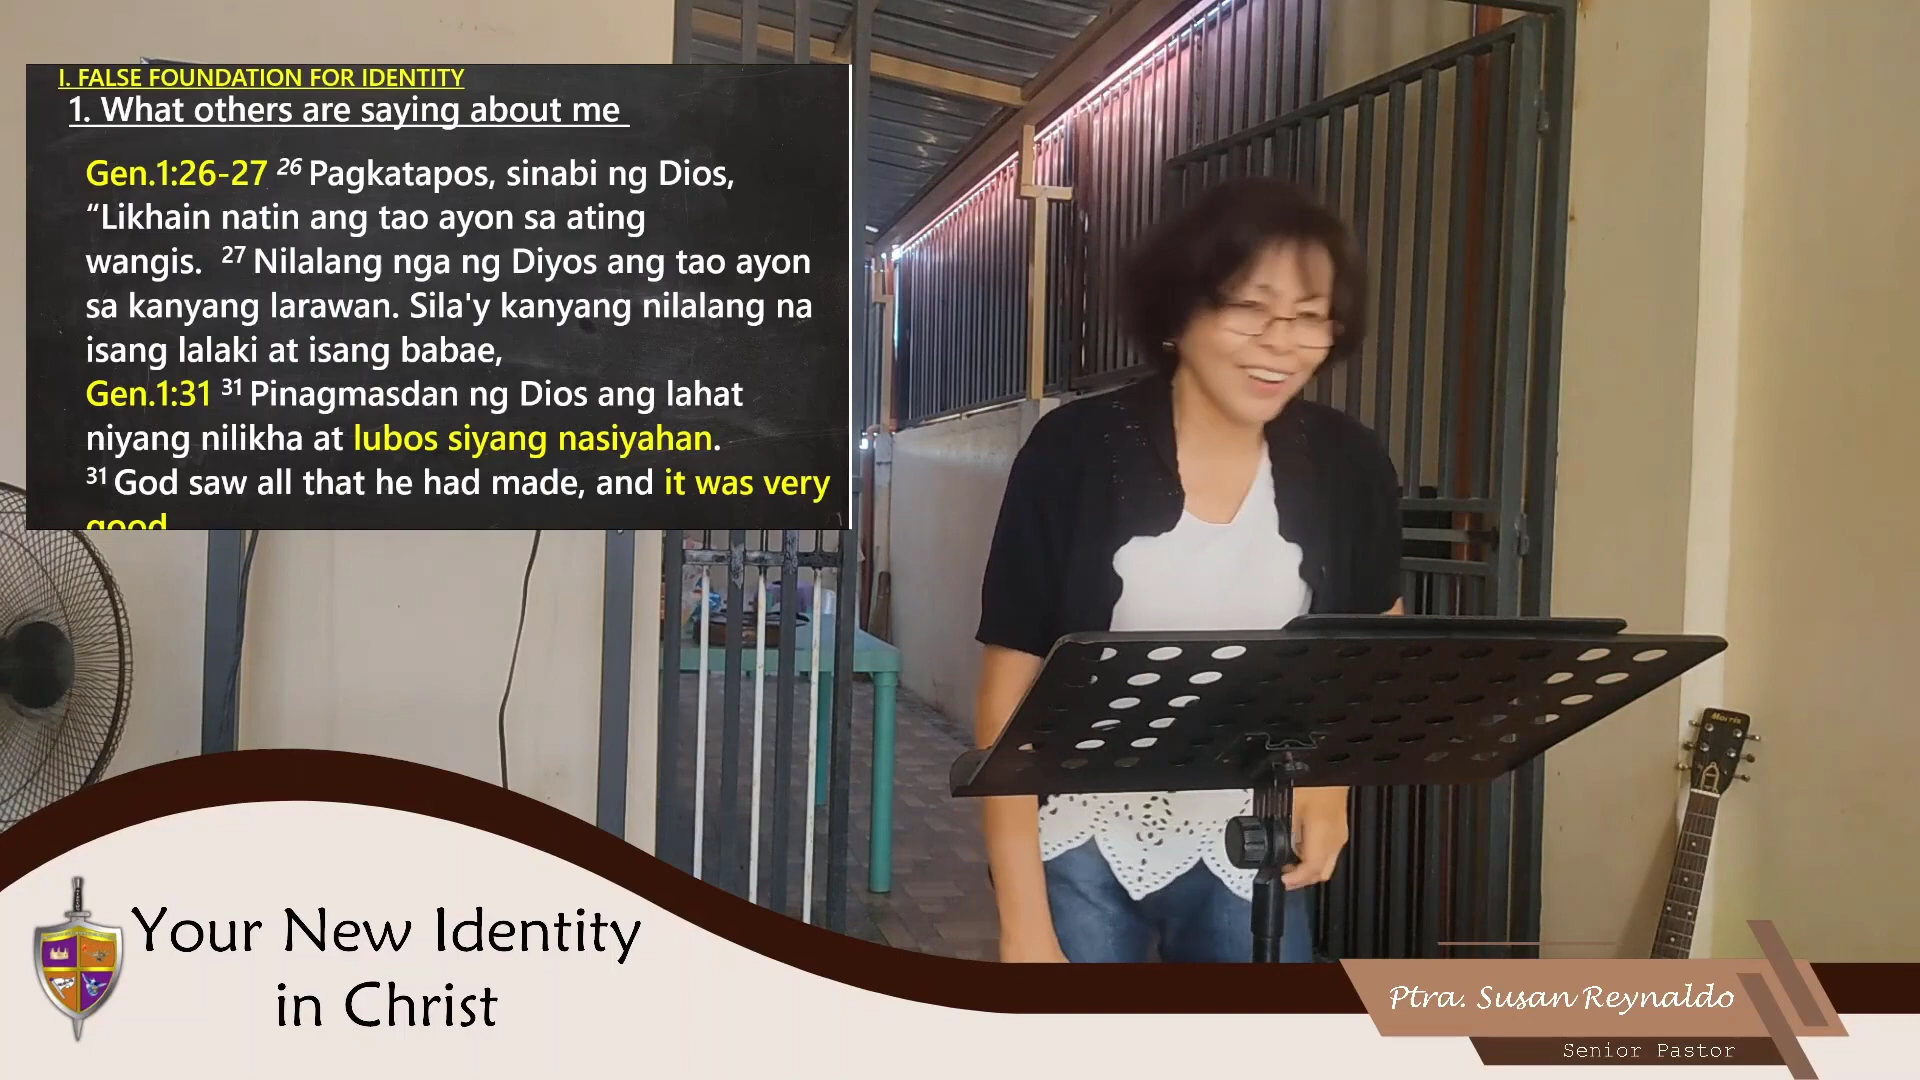 I. FALSE FOUNDATION FOR IDENTITY
1. What others are saying about me
Gen.1:26-27 ²⁶ Pagkatapos, sinabi ng Dios,
“Likhain natin ang tao ayon sa ating
wangis. ²⁷ Nilalang nga ng Diyos ang tao ayon
sa kanyang larawan. Sila'y kanyang nilalang na
isang lalaki at isang babae,
Gen.1:31 ³¹ Pinagmasdan ng Dios ang lahat
niyang nilikha at lubos siyang nasiyahan.
³¹ God saw all that he had made, and it was very
good
Morris
Your New Identity
in Christ
Ptra. Susan Reynaldo
Senior Pastor